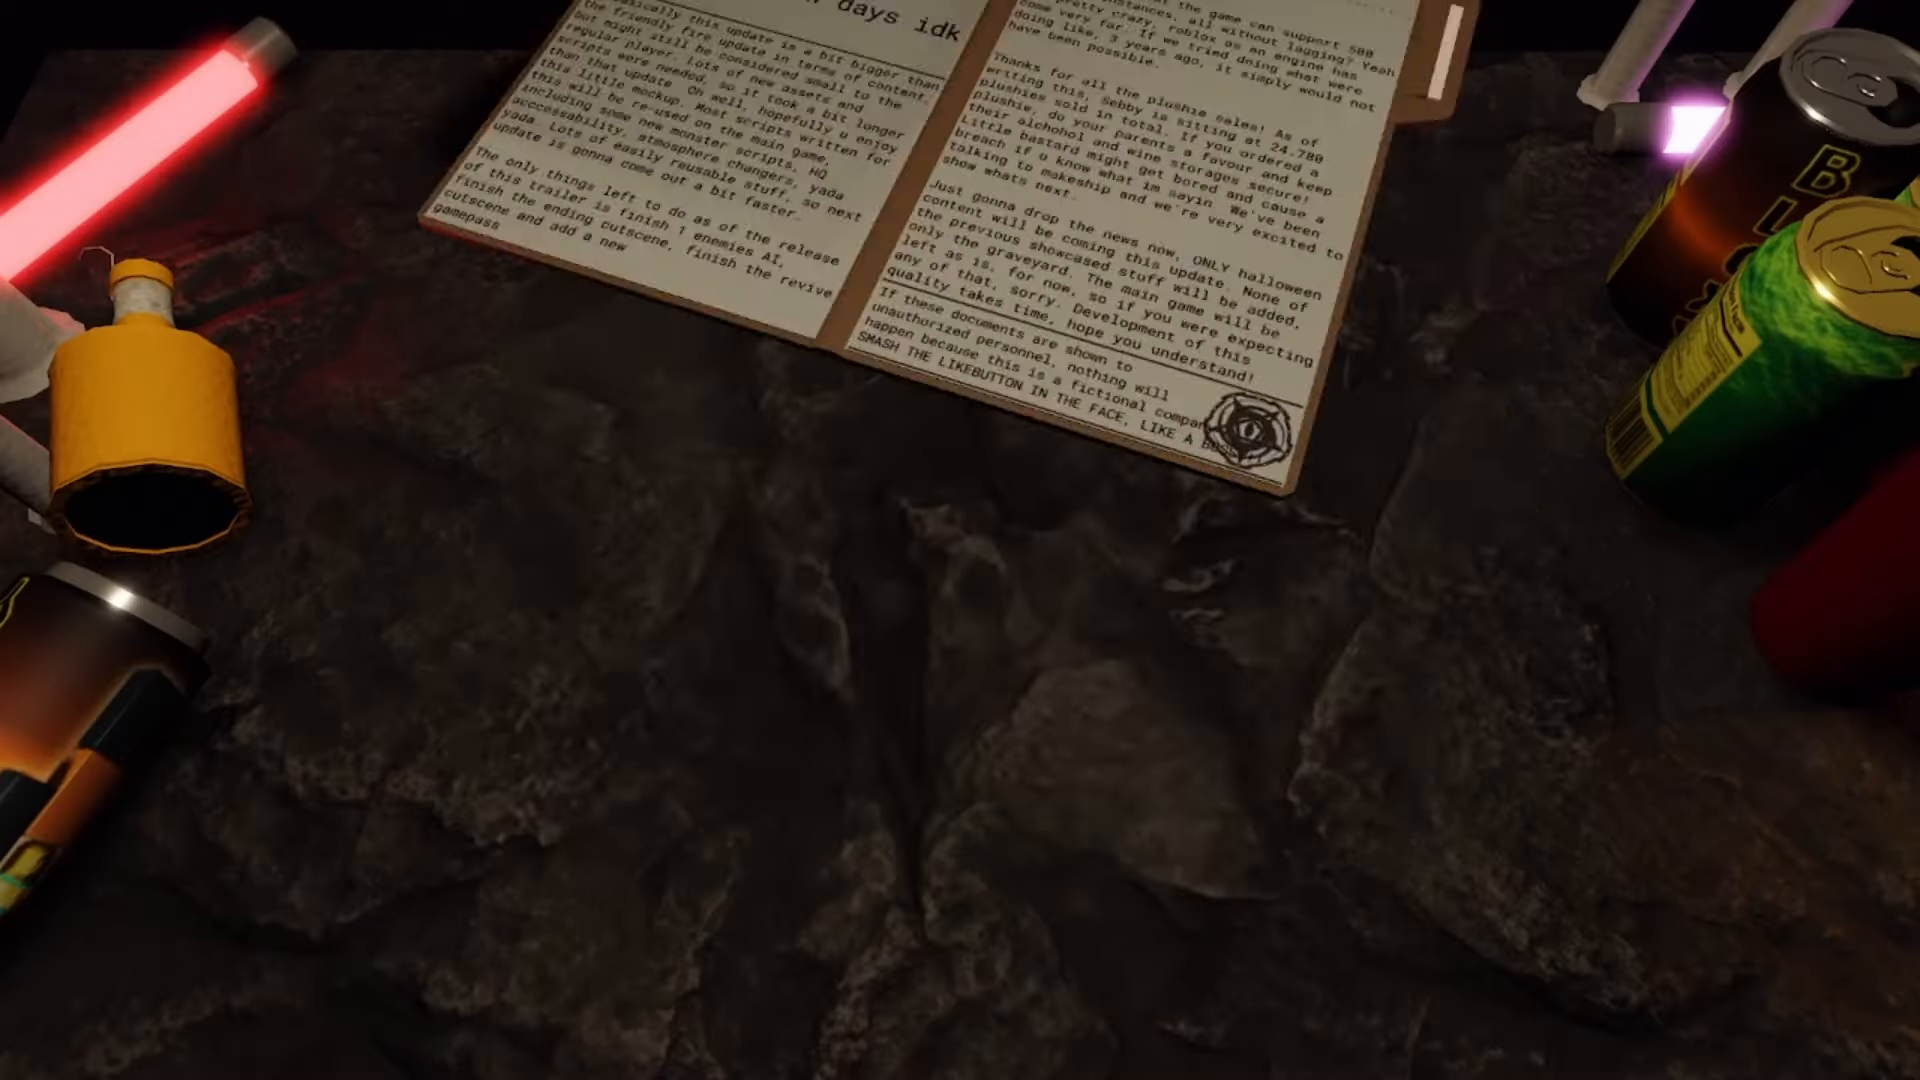 days idk
basically this update is a bit bigger than
the friendly fire update in terms of content,
but might still be considered small to the
regular player. Lots of new assets and
scripts were needed, so it took a bit longer
than that update. Oh well, hopefully u enjoy
this little mockup. Most scripts written for
this will be re-used on the main game,
including some new monster scripts, HQ
acccessability, atmosphere changers, yada
yada. Lots of easily reusable stuff, so next
update is gonna come out a bit faster.
The only things left to do as of the release
of this trailer is finish 1 enemies AI,
finish the ending cutscene, finish the revive
cutscene and add a new
gamepass
the game can support 500
instances, all without lagging? Yeah
pretty crazy, roblox as an engine has
come very far. If we tried doing what were
doing like, 3 years ago, it simply would not
have been possible.
Thanks for all the plushie sales! As of
writing this, Sebby is sitting at 24.780
plushies sold in total. If you ordered a
plushie, do your parents a favour and keep
their alchohol and wine storages secure!
Little bastard might get bored and cause a
breach if u know what im sayin. We've been
talking to makeship and we're very excited to
show whats next.
Just gonna drop the news now, ONLY halloween
content will be coming this update. None of
the previous showcased stuff will be added,
only the graveyard. The main game will be
left as is, for now, so if you were expecting
any of that, sorry. Development of this
quality takes time, hope you understand!
If these documents are shown to
unauthorized personnel, nothing will
happen because this is a fictional compan
SMASH THE LIKEBUTTON IN THE FACE, LIKE A
BL